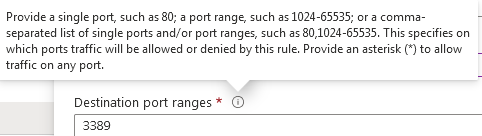 Provide a single port, such as 80; a port range, such as 1024-65535; or a comma-
separated list of single ports and/or port ranges, such as 80,1024-65535. This specifies on
which ports traffic will be allowed or denied by this rule. Provide an asterisk (*) to allow
traffic on any port.
Destination port ranges *
3389